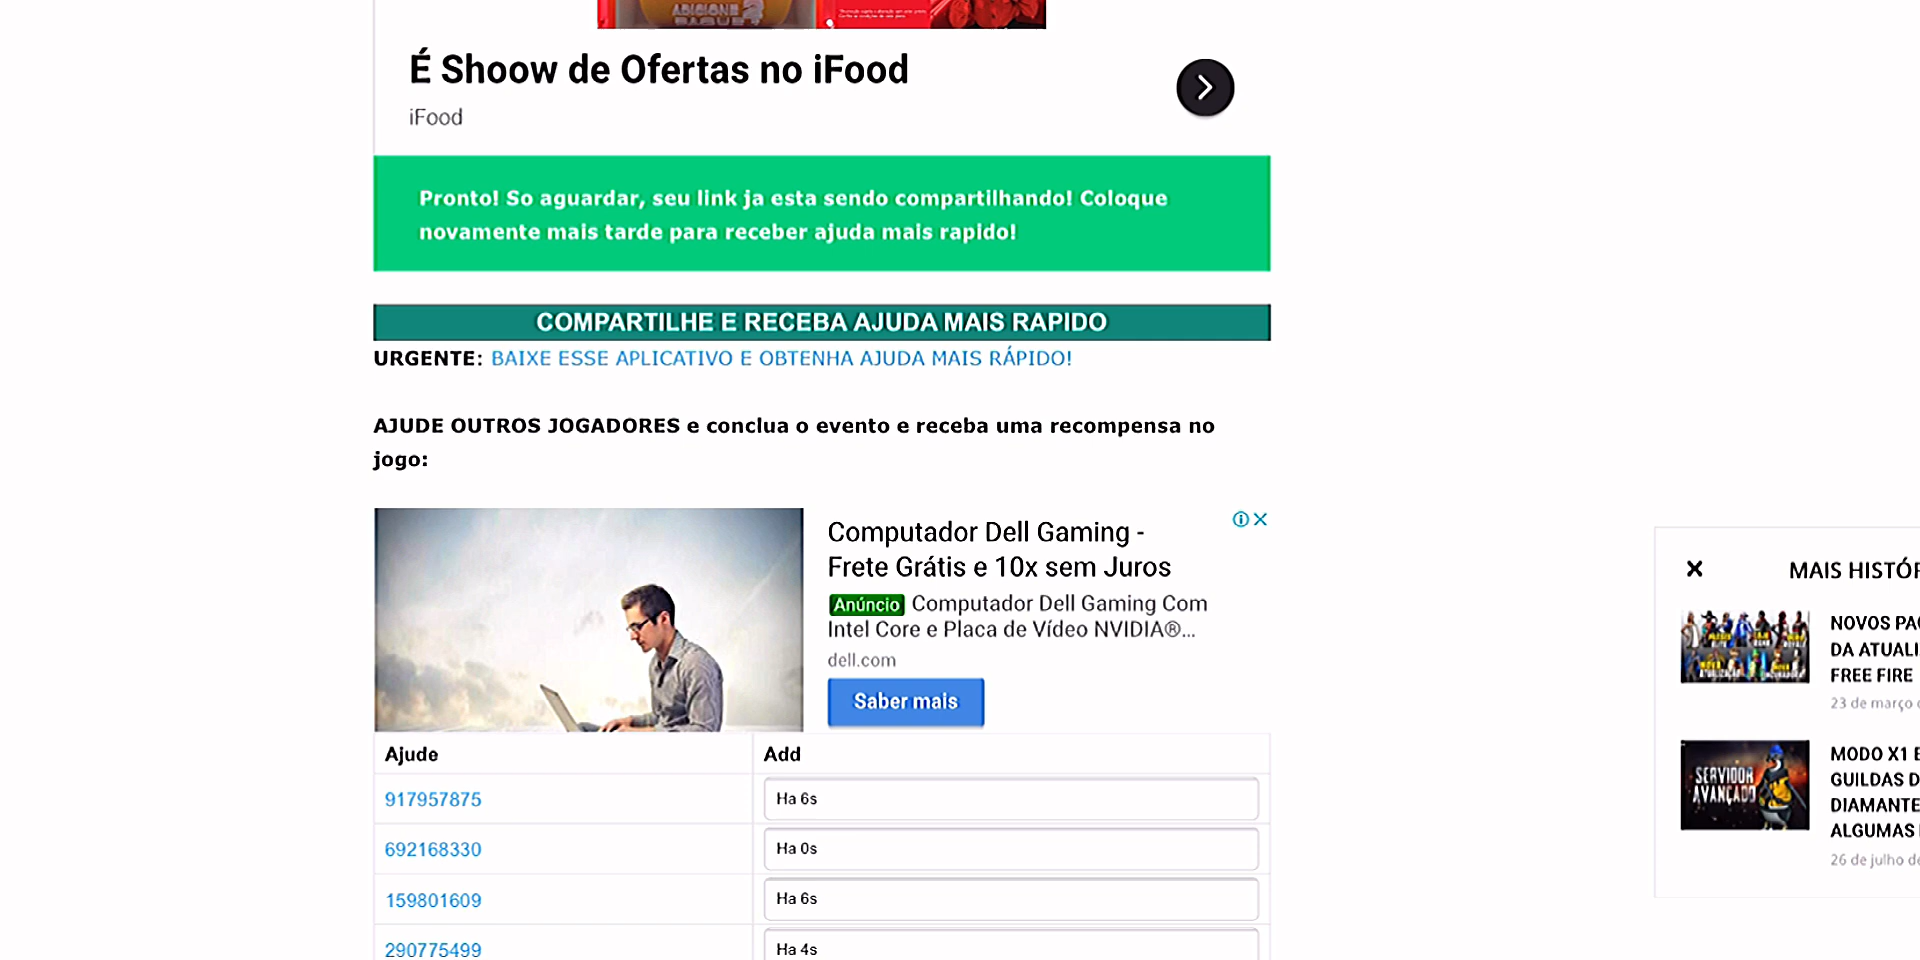 ADICIONE
É Shoow de Ofertas no iFood
iFood
Pronto! So aguardar, seu link ja esta sendo compartilhando! Coloque
novamente mais tarde para receber ajuda mais rapido!
COMPARTILHE E RECEBA AJUDA MAIS RAPIDO
URGENTE: BAIXE ESSE APLICATIVO E OBTENHA AJUDA MAIS RÁPIDO!
AJUDE OUTROS JOGADORES e conclua o evento e receba uma recompensa no
jogo:
Computador Dell Gaming -
Frete Grátis e 10x sem Juros
Anúncio Computador Dell Gaming Com
Intel Core e Placa de Vídeo NVIDIA®...
dell.com
Saber mais
Ajude Add
917957875 Ha 6s
692168330 Ha 0s
159801609 Ha 6s
290775499 Ha 4s
MAIS HISTÓR
NOVOS PAC
DA ATUALI
FREE FIRE
23 de março
SERVIDOR
AVANÇADO
MODO X1 E
GUILDAS D
DIAMANTE
ALGUMAS
26 de julho de